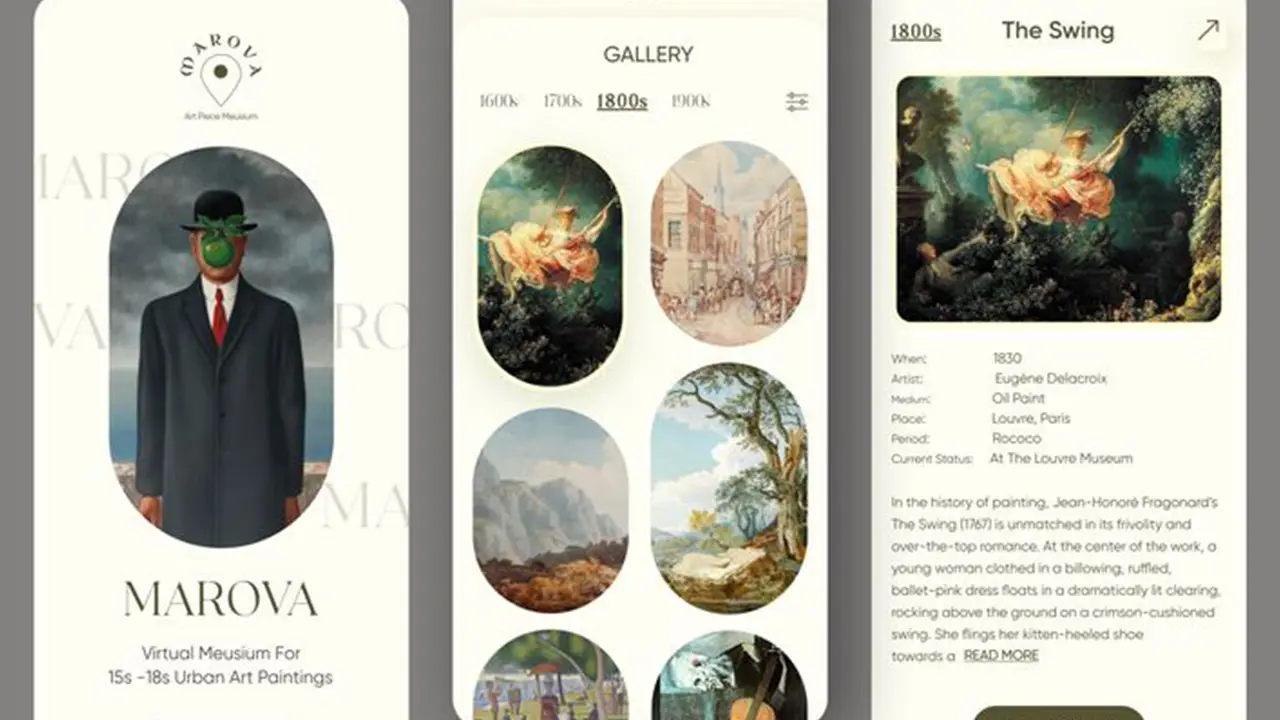 MAROVA
Art Piece Meusium
MARO
VA
RO
MA
MAROVA
Virtual Meusium For
15s -18s Urban Art Paintings
GALLERY
1600s 1700s 1800s 1900s
1800s The Swing
When: 1830
Artist: Eugène Delacroix
Medium: Oil Paint
Place: Louvre, Paris
Period: Rococo
Current Status: At The Louvre Museum
In the history of painting, Jean-Honoré Fragonard's
The Swing (1767) is unmatched in its frivolity and
over-the-top romance. At the center of the work, a
young woman clothed in a billowing, ruffled,
ballet-pink dress floats in a dramatically lit clearing,
rocking above the ground on a crimson-cushioned
swing. She flings her kitten-heeled shoe
towards a READ MORE